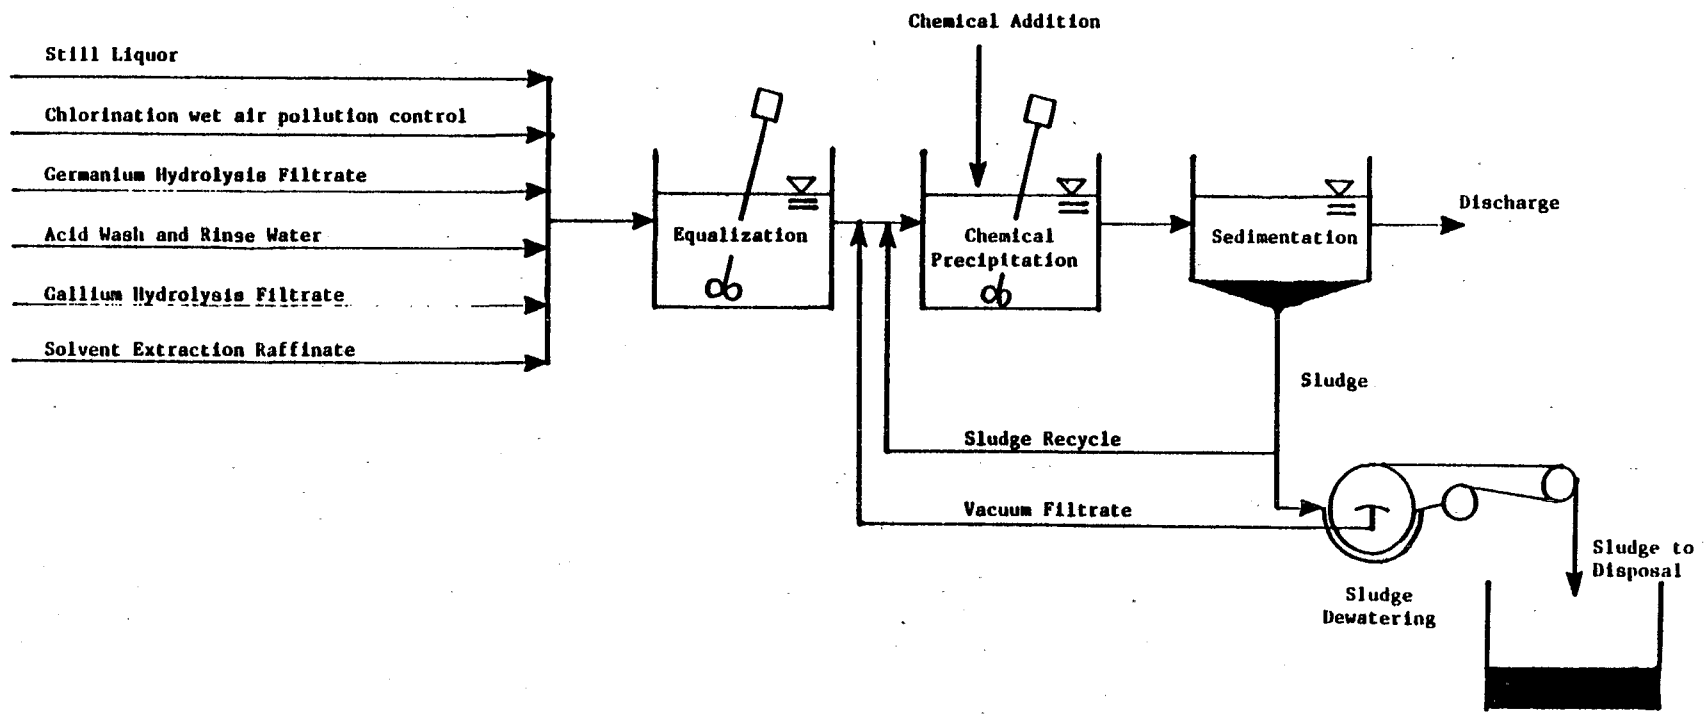 Chemical Addition
Still Liquor
Chlorination wet air pollution control
Germanium Hydrolysis Filtrate
Acid Wash and Rinse Water
Gallium Hydrolysis Filtrate
Solvent Extraction Raffinate
Equalization
Chemical
Precipitation
Sedimentation
Discharge
Sludge
Sludge Recycle
Vacuum Filtrate
Sludge to
Disposal
Sludge
Dewatering